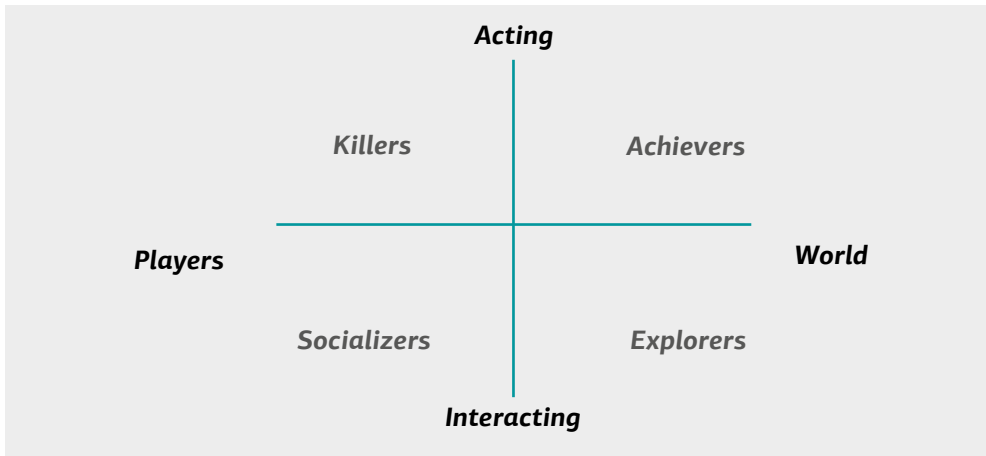 Acting
Killers
Achievers
Players
World
Socializers
Explorers
Interacting